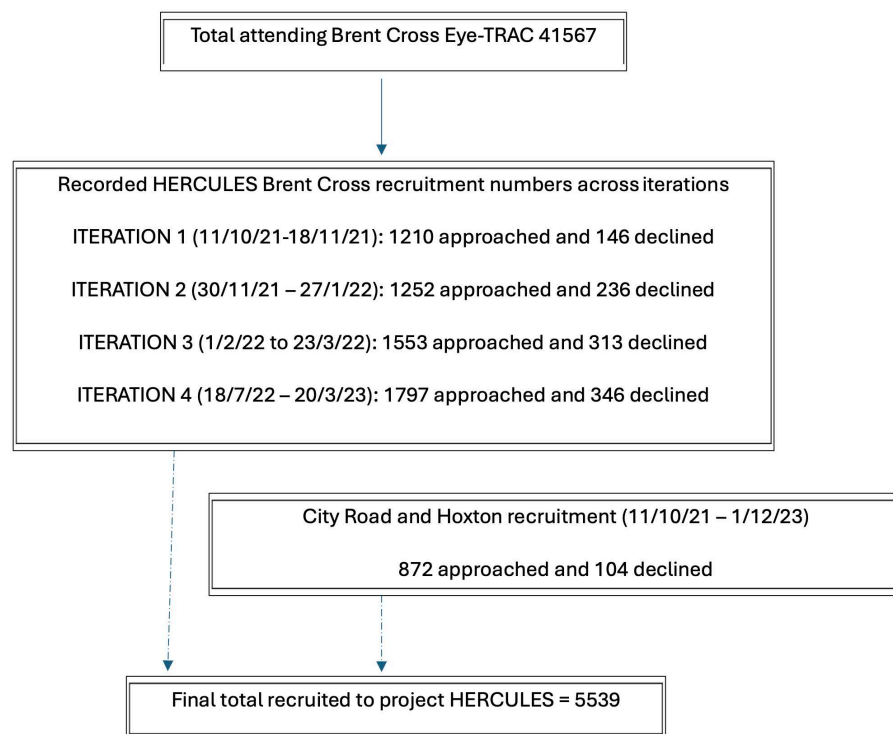 Total attending Brent Cross Eye-TRAC 41567
Recorded HERCULES Brent Cross recruitment numbers across iterations
ITERATION 1 (11/10/21-18/11/21): 1210 approached and 146 declined
ITERATION 2 (30/11/21 – 27/1/22): 1252 approached and 236 declined
ITERATION 3 (1/2/22 to 23/3/22): 1553 approached and 313 declined
ITERATION 4 (18/7/22 – 20/3/23): 1797 approached and 346 declined
City Road and Hoxton recruitment (11/10/21 – 1/12/23)
872 approached and 104 declined
Final total recruited to project HERCULES = 5539